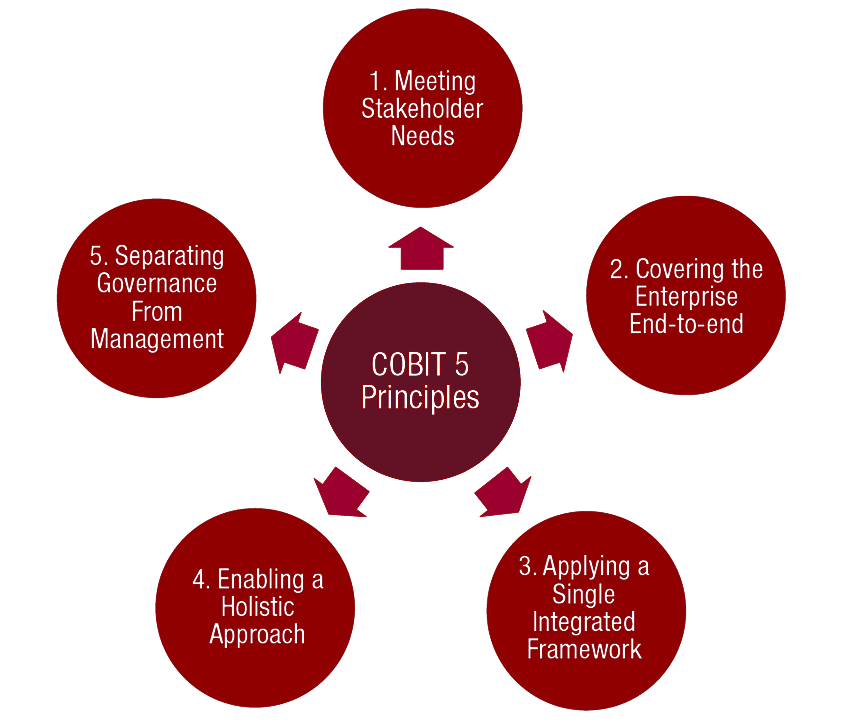 1. Meeting
Stakeholder
Needs
2. Covering the
Enterprise
End-to-end
3. Applying a
Single
Integrated
Framework
4. Enabling a
Holistic
Approach
5. Separating
Governance
From
Management
COBIT 5
Principles